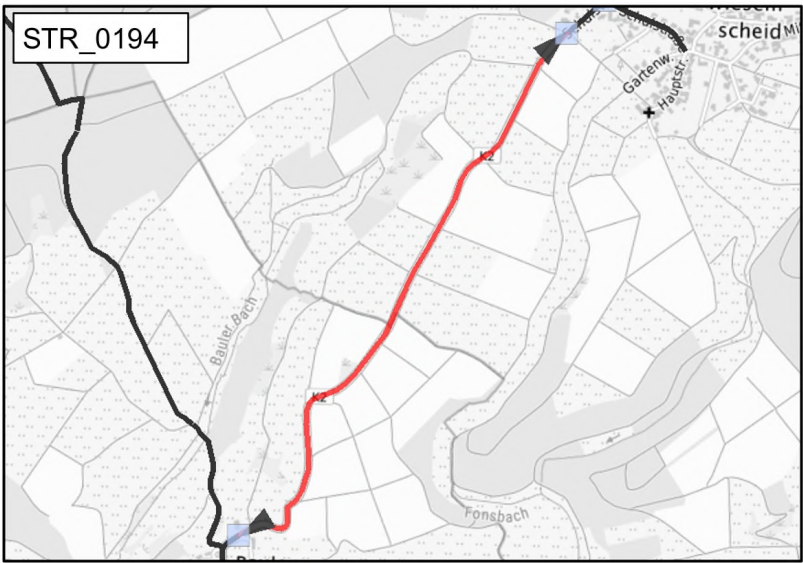 STR_0194
scheid
Gartenw.
Hauptstr.
K2
Bauler Bach
K2
Fonsbach